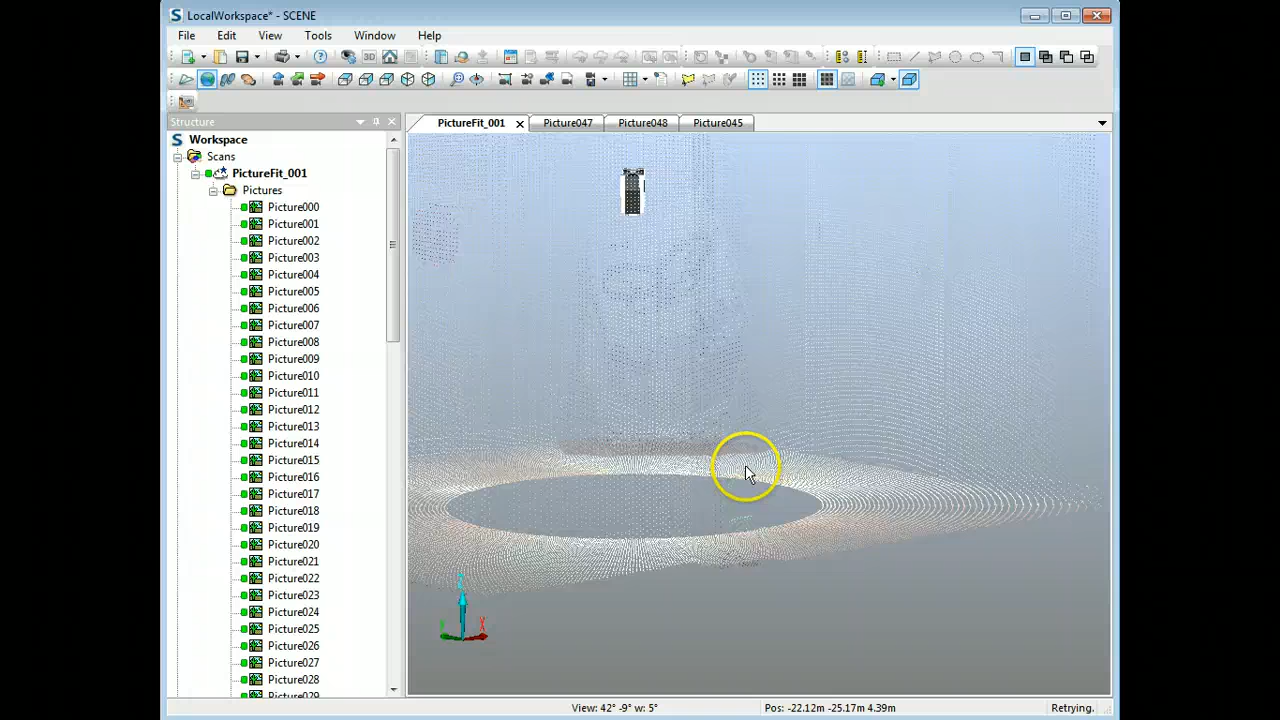 LocalWorkspace* - SCENE
File Edit View Tools Window Help
Structure
PictureFit_001 Picture047 Picture048 Picture045
Workspace
Scans
PictureFit_001
Pictures
Picture000
Picture001
Picture002
Picture003
Picture004
Picture005
Picture006
Picture007
Picture008
Picture009
Picture010
Picture011
Picture012
Picture013
Picture014
Picture015
Picture016
Picture017
Picture018
Picture019
Picture020
Picture021
Picture022
Picture023
Picture024
Picture025
Picture026
Picture027
Picture028
Picture029
Z
Y X
View: 42° -9° w: 5° Pos: -22.12m -25.17m 4.39m Retrying.